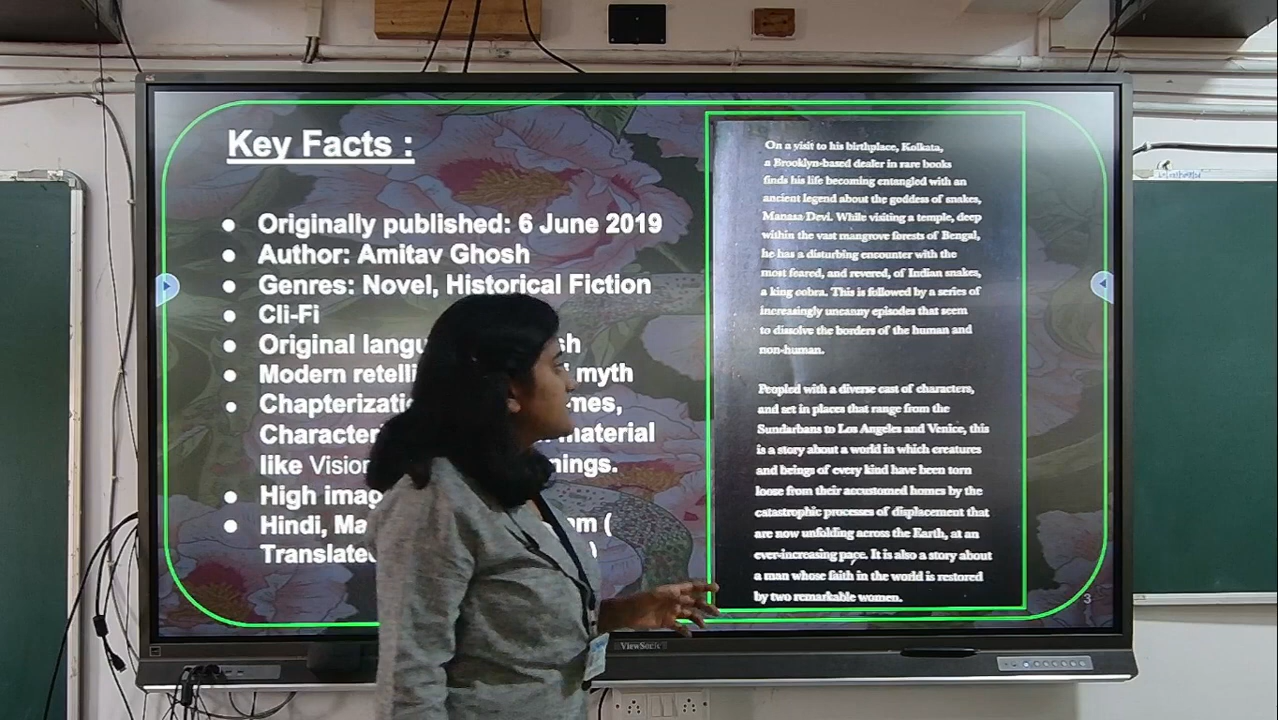 Key Facts :
● Originally published: 6 June 2019
● Author: Amitav Ghosh
● Genres: Novel, Historical Fiction
● Cli-Fi
● Original
● Modern myth
●
material
like
● High
● Hindi, (
)
On a visit to his birthplace, Kolkata,
a Brooklyn-based dealer in rare books
finds his life becoming entangled with an
ancient legend about the goddess of snakes,
Manasa Devi. While visiting a temple, deep
within the vast mangrove forests of Bengal,
he has a disturbing encounter with the
most feared, and revered, of Indian snakes,
a king cobra. This is followed by a series of
increasingly uncanny episodes that seem
to dissolve the borders of the human and
non-human.
Peopled with a diverse cast of characters,
and set in places that range from the
Sundarbans to Los Angeles and Venice, this
is a story about a world in which creatures
and beings of every kind have been torn
loose from their accustomed homes by the
catastrophic processes of displacement that
are now unfolding across the Earth, at an
ever-increasing pace. It is also a story about
a man whose faith in the world is restored
by two remarkable women.
3
ViewSonic